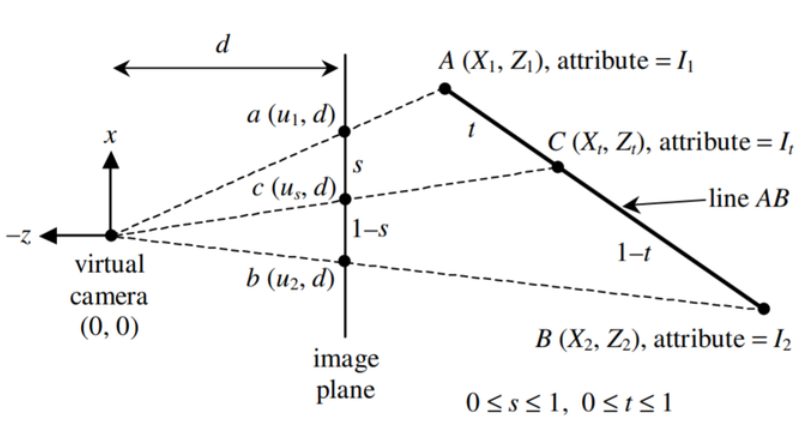 d
A (X₁, Z₁), attribute = I₁
a (u₁, d)
x
t
C (Xₜ, Zₜ), attribute = Iₜ
s
c (uₛ, d)
line AB
1–s
–z
1–t
virtual
camera
(0, 0)
b (u₂, d)
B (X₂, Z₂), attribute = I₂
image
plane
0 ≤ s ≤ 1, 0 ≤ t ≤ 1